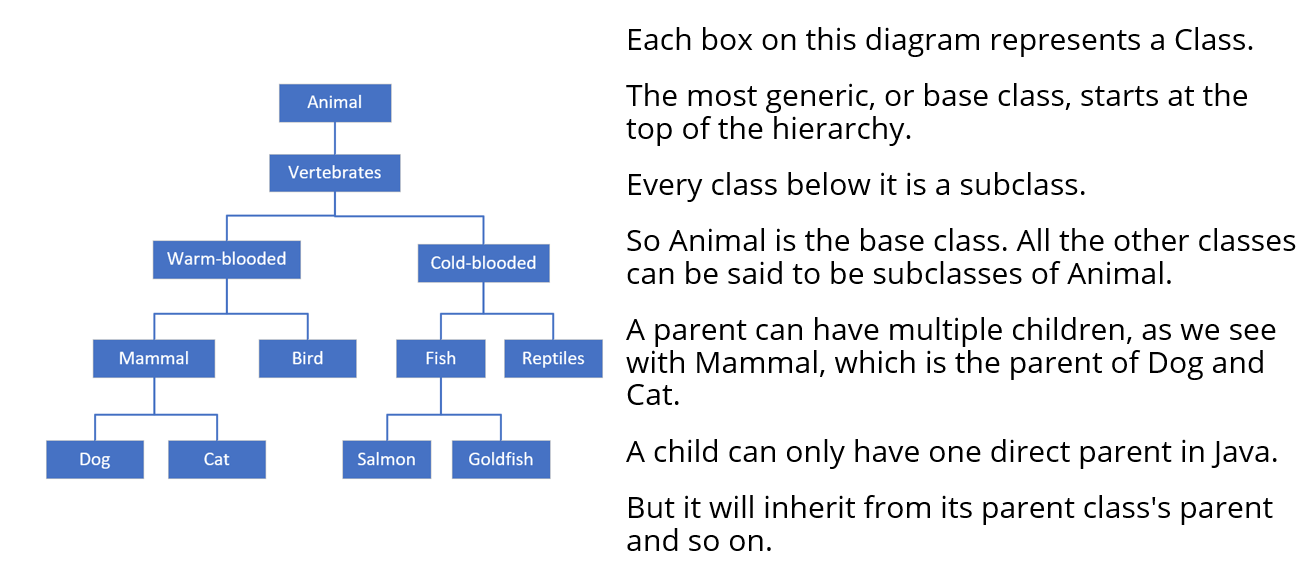 Animal
Vertebrates
Warm-blooded
Cold-blooded
Mammal
Bird
Fish
Reptiles
Dog
Cat
Salmon
Goldfish
Each box on this diagram represents a Class.
The most generic, or base class, starts at the
top of the hierarchy.
Every class below it is a subclass.
So Animal is the base class. All the other classes
can be said to be subclasses of Animal.
A parent can have multiple children, as we see
with Mammal, which is the parent of Dog and
Cat.
A child can only have one direct parent in Java.
But it will inherit from its parent class's parent
and so on.